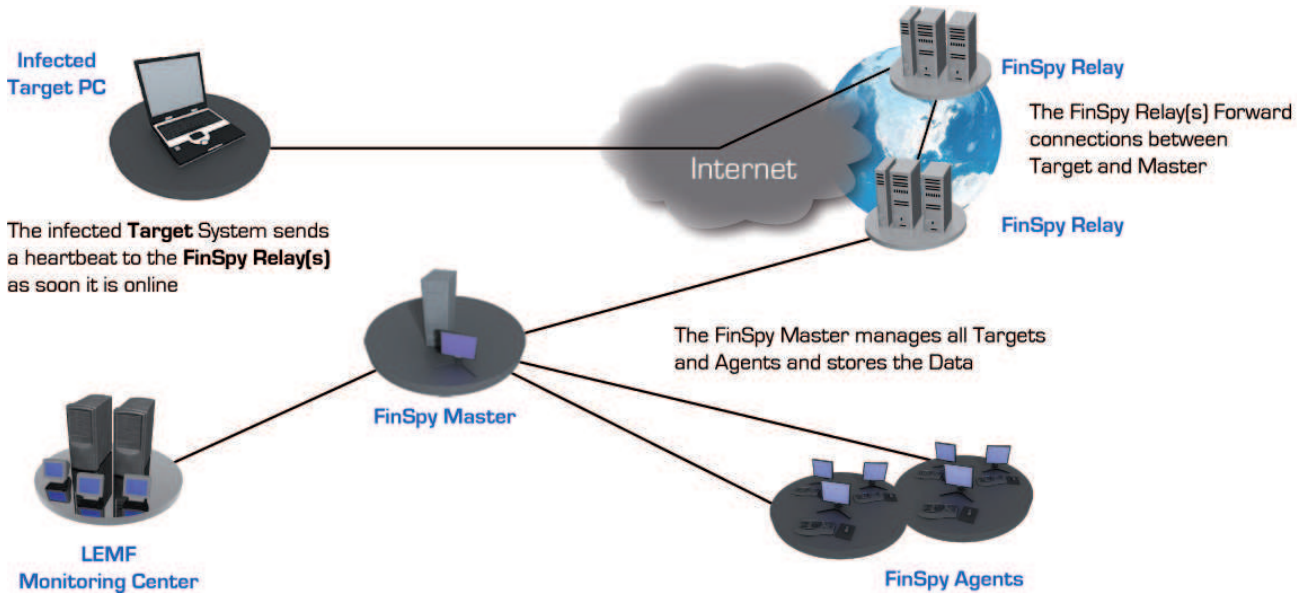 Infected
Target PC
FinSpy Relay
The FinSpy Relay(s) Forward
connections between
Target and Master
Internet
FinSpy Relay
The infected Target System sends
a heartbeat to the FinSpy Relay(s)
as soon it is online
The FinSpy Master manages all Targets
and Agents and stores the Data
FinSpy Master
LEMF
Monitoring Center
FinSpy Agents